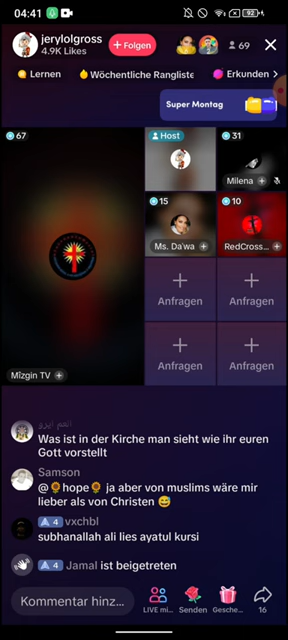 04:41
92
jerylolgross
4.9K Likes
+ Folgen
69
Lernen
Wöchentliche Rangliste
Erkunden
Super Montag
67
Host
31
Milena
15
Ms. Da'wa
10
RedCross...
Anfragen
Anfragen
Anfragen
Anfragen
Mîzgin TV
Was ist in der Kirche man sieht wie ihr euren
Gott vorstellt
Samson
@🌻hope🌻 ja aber von muslims wäre mir
lieber als von Christen 😅
4 vxchbl
subhanallah ali lies ayatul kursi
4 Jamal ist beigetreten
Kommentar hinz...
LIVE mi...
Senden
Gesche...
16